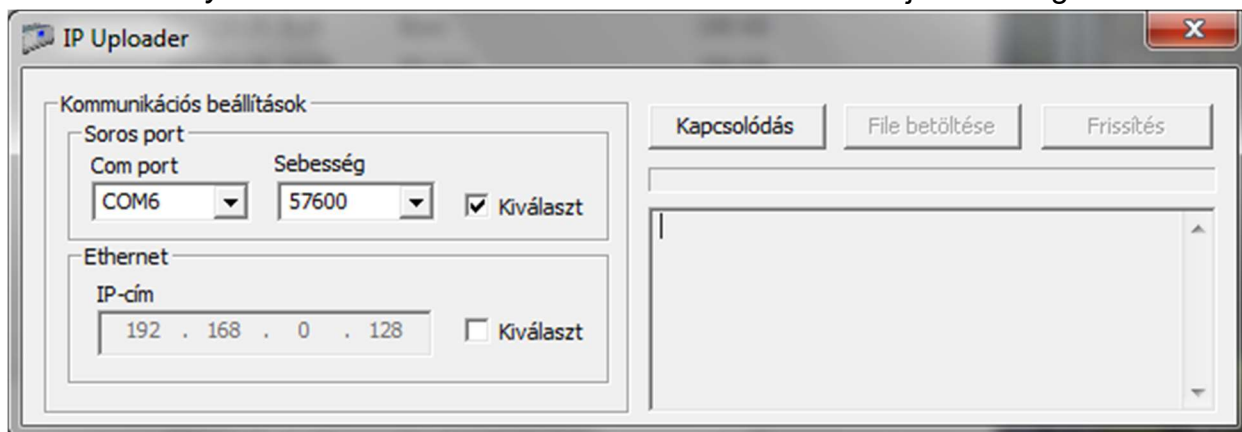 IP Uploader
Kommunikációs beállítások
Soros port
Com port Sebesség
COM6 57600 Kiválaszt
Ethernet
IP-cím
192 . 168 . 0 . 128 Kiválaszt
Kapcsolódás File betöltése Frissítés